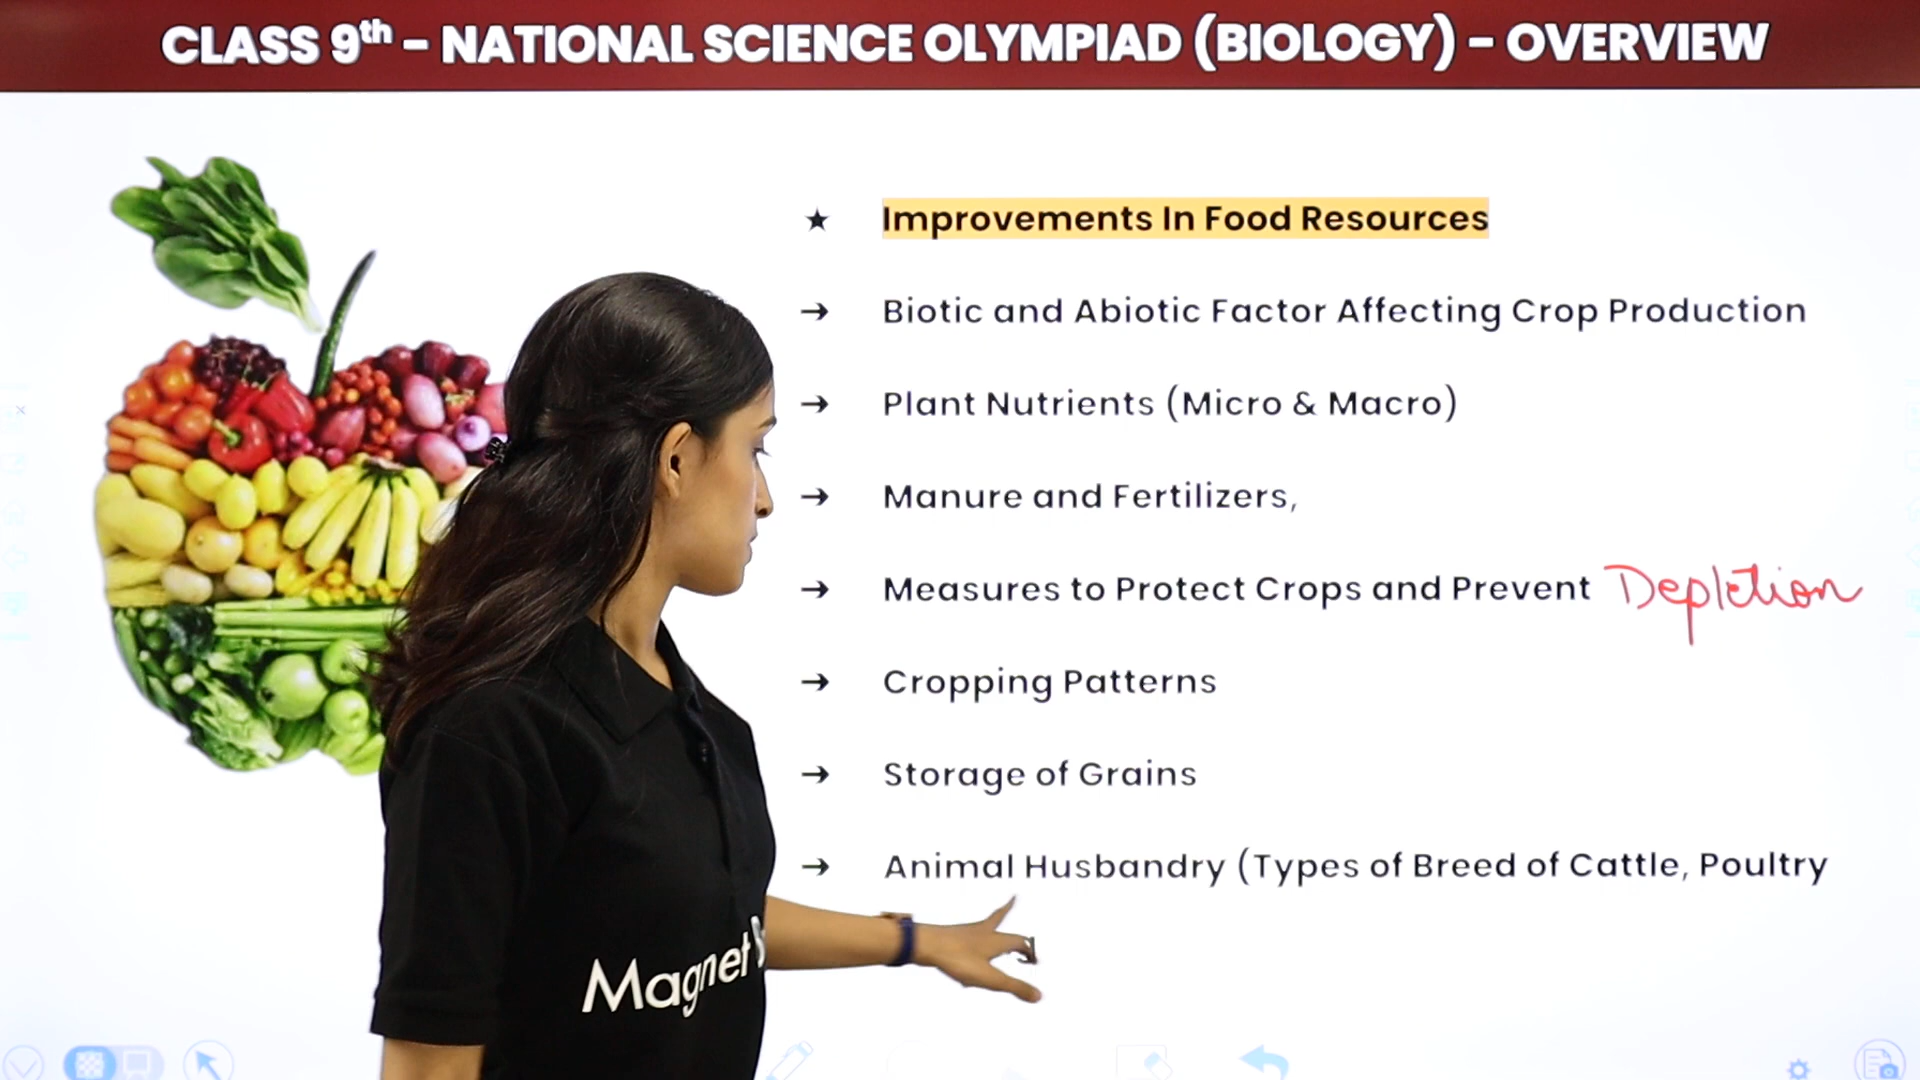 CLASS 9th - NATIONAL SCIENCE OLYMPIAD (BIOLOGY) - OVERVIEW
★ Improvements In Food Resources
→ Biotic and Abiotic Factor Affecting Crop Production
→ Plant Nutrients (Micro & Macro)
→ Manure and Fertilizers,
→ Measures to Protect Crops and Prevent Depletion
→ Cropping Patterns
→ Storage of Grains
→ Animal Husbandry (Types of Breed of Cattle, Poultry
Magnet